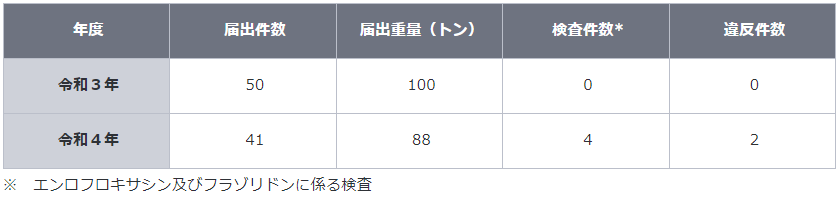 年度 届出件数 届出重量（トン） 検査件数* 違反件数
令和３年 50 100 0 0
令和４年 41 88 4 2
※　エンロフロキサシン及びフラゾリドンに係る検査